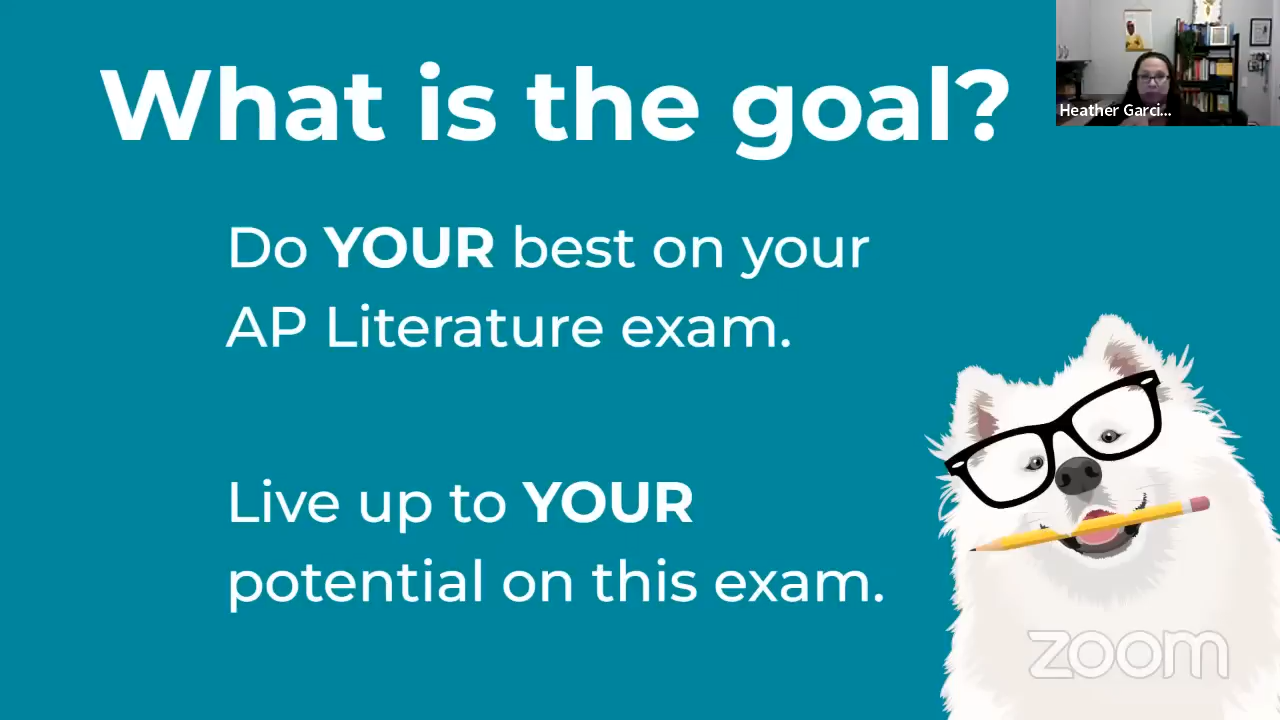 What is the goal?
Heather Garci...
Do YOUR best on your
AP Literature exam.
Live up to YOUR
potential on this exam.
zoom